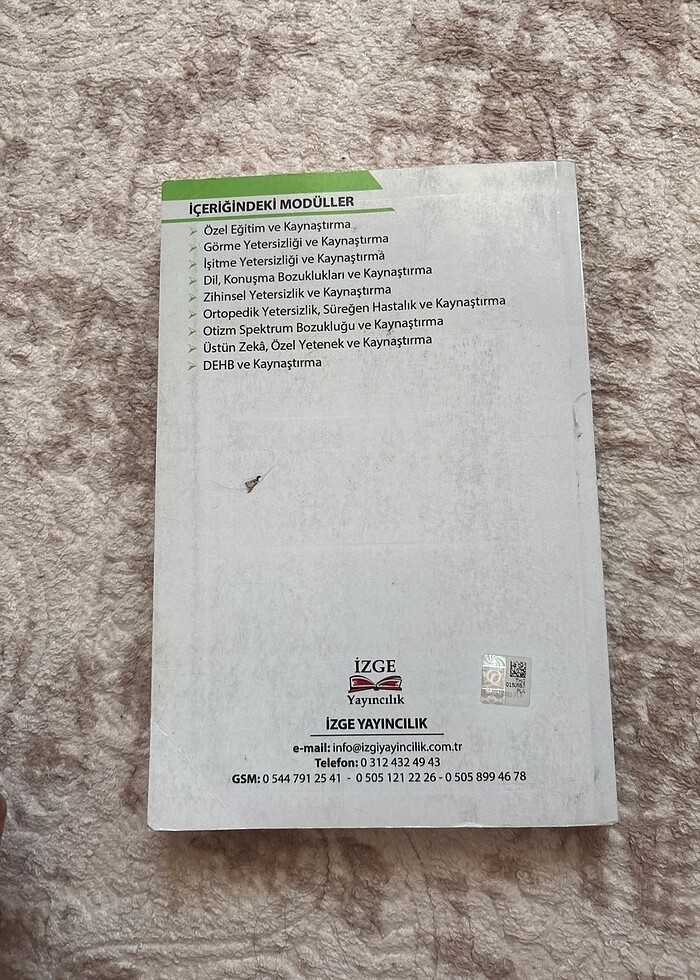 İÇERİĞİNDEKİ MODÜLLER
Özel Eğitim ve Kaynaştırma
Görme Yetersizliği ve Kaynaştırma
İşitme Yetersizliği ve Kaynaştırma
Dil, Konuşma Bozuklukları ve Kaynaştırma
Zihinsel Yetersizlik ve Kaynaştırma
Ortopedik Yetersizlik, Süreğen Hastalık ve Kaynaştırma
Otizm Spektrum Bozukluğu ve Kaynaştırma
Üstün Zekâ, Özel Yetenek ve Kaynaştırma
DEHB ve Kaynaştırma
İZGE
Yayıncılık
İZGE YAYINCILIK
e-mail: info@izgiyayincilik.com.tr
Telefon: 0 312 432 49 43
GSM: 0 544 791 25 41 - 0 505 121 22 26 - 0 505 899 46 78